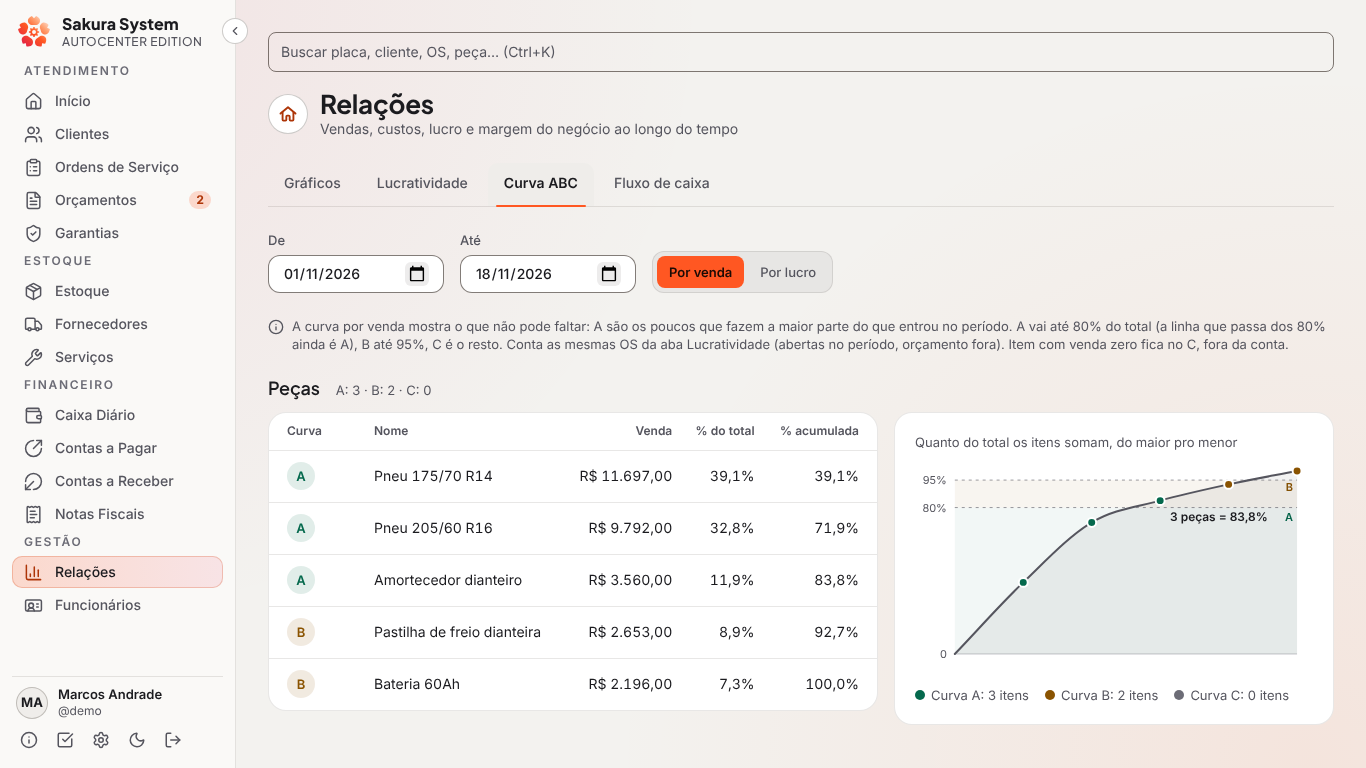 Sakura System
AUTOCENTER EDITION
ATENDIMENTO
Início
Clientes
Ordens de Serviço
Orçamentos 2
Garantias
ESTOQUE
Estoque
Fornecedores
Serviços
FINANCEIRO
Caixa Diário
Contas a Pagar
Contas a Receber
Notas Fiscais
GESTÃO
Relações
Funcionários
MA
Marcos Andrade
@demo
Buscar placa, cliente, OS, peça... (Ctrl+K)
Relações
Vendas, custos, lucro e margem do negócio ao longo do tempo
Gráficos Lucratividade Curva ABC Fluxo de caixa
De Até
01/11/2026 18/11/2026 Por venda Por lucro
A curva por venda mostra o que não pode faltar: A são os poucos que fazem a maior parte do que entrou no período. A vai até 80% do total (a linha que passa dos 80%
ainda é A), B até 95%, C é o resto. Conta as mesmas OS da aba Lucratividade (abertas no período, orçamento fora). Item com venda zero fica no C, fora da conta.
Peças A: 3 · B: 2 · C: 0
Curva Nome Venda % do total % acumulada
A Pneu 175/70 R14 R$ 11.697,00 39,1% 39,1%
A Pneu 205/60 R16 R$ 9.792,00 32,8% 71,9%
A Amortecedor dianteiro R$ 3.560,00 11,9% 83,8%
B Pastilha de freio dianteira R$ 2.653,00 8,9% 92,7%
B Bateria 60Ah R$ 2.196,00 7,3% 100,0%
Quanto do total os itens somam, do maior pro menor
95%
B
80%
3 peças = 83,8% A
0
Curva A: 3 itens Curva B: 2 itens Curva C: 0 itens